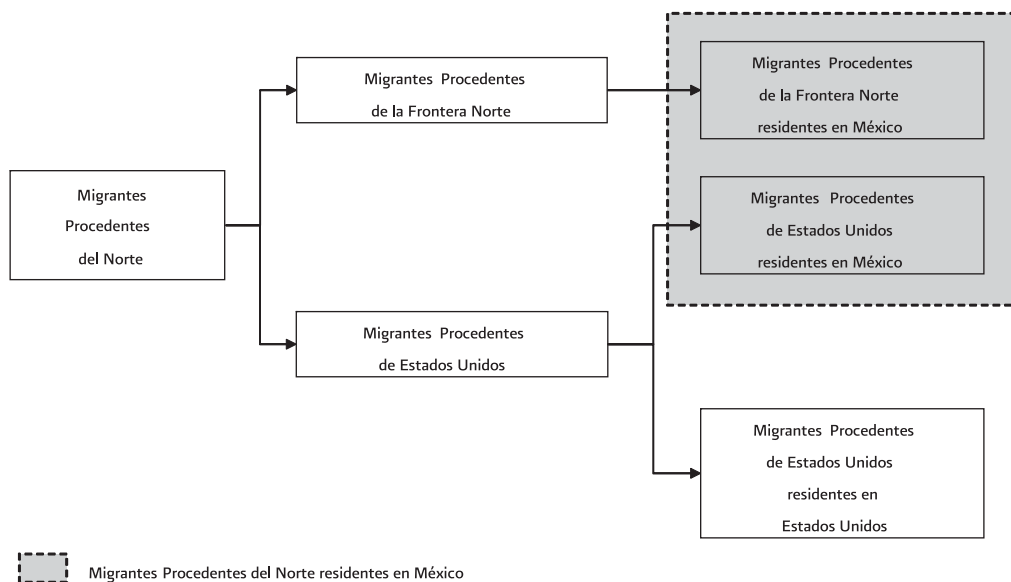 Migrantes Procedentes
de la Frontera Norte
Migrantes Procedentes
de la Frontera Norte
residentes en México
Migrantes
Procedentes
del Norte
Migrantes Procedentes
de Estados Unidos
residentes en México
Migrantes Procedentes
de Estados Unidos
Migrantes Procedentes
de Estados Unidos
residentes en
Estados Unidos
Migrantes Procedentes del Norte residentes en México